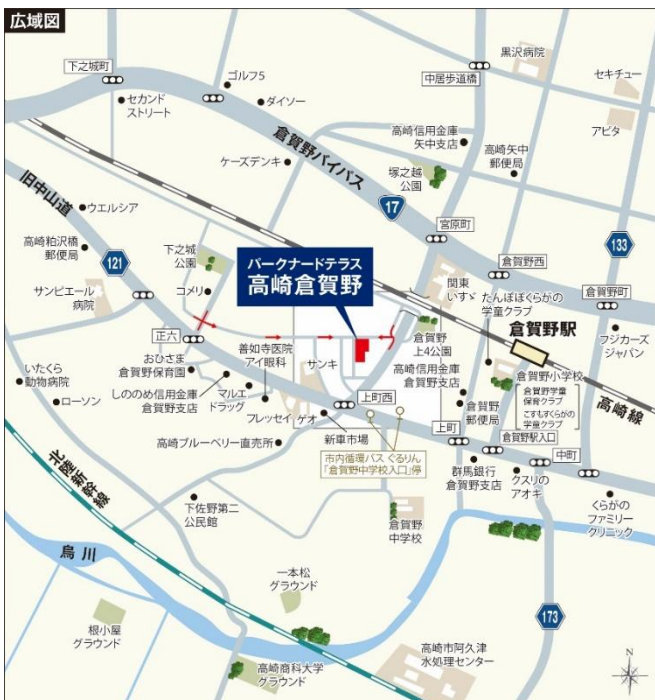 広域図
下之城町
ゴルフ5
セカンド
ストリート
ダイソー
黒沢病院
中居歩道橋
セキチュー
アピタ
倉賀野バイパス
高崎信用金庫
矢中支店
高崎矢中
郵便局
ケーズデンキ
塚之越
公園
17
旧中山道
ウエルシア
高崎粕沢橋
郵便局
121
下之城
公園
宮原町
133
倉賀野西
倉賀野町
サンピエール
病院
コメリ
パークナードテラス
高崎倉賀野
関東
いすゞ
たんぽぽくらがの
学童クラブ
倉賀野駅
フジカーズ
ジャパン
正六
善如寺医院
アイ眼科
サンキ
倉賀野
上4公園
いたくら
動物病院
おひさま
倉賀野保育園
高崎信用金庫
倉賀野支店
倉賀野小学校
倉賀野学童
保育クラブ
こすもすくらがの
学童クラブ
高崎線
ローソン
しののめ信用金庫
倉賀野支店
マルエ
ドラッグ
フレッセイ
ゲオ
上町西
倉賀野
郵便局
新車市場
上町
倉賀野駅入口
中町
高崎ブルーベリー直売所
市内循環バス ぐるりん
「倉賀野中学校入口」停
群馬銀行
倉賀野支店
クスリの
アオキ
北陸新幹線
下佐野第二
公民館
倉賀野
中学校
くらがの
ファミリー
クリニック
烏川
一本松
グラウンド
根小屋
グラウンド
173
高崎商科大学
グラウンド
高崎市阿久津
水処理センター
N